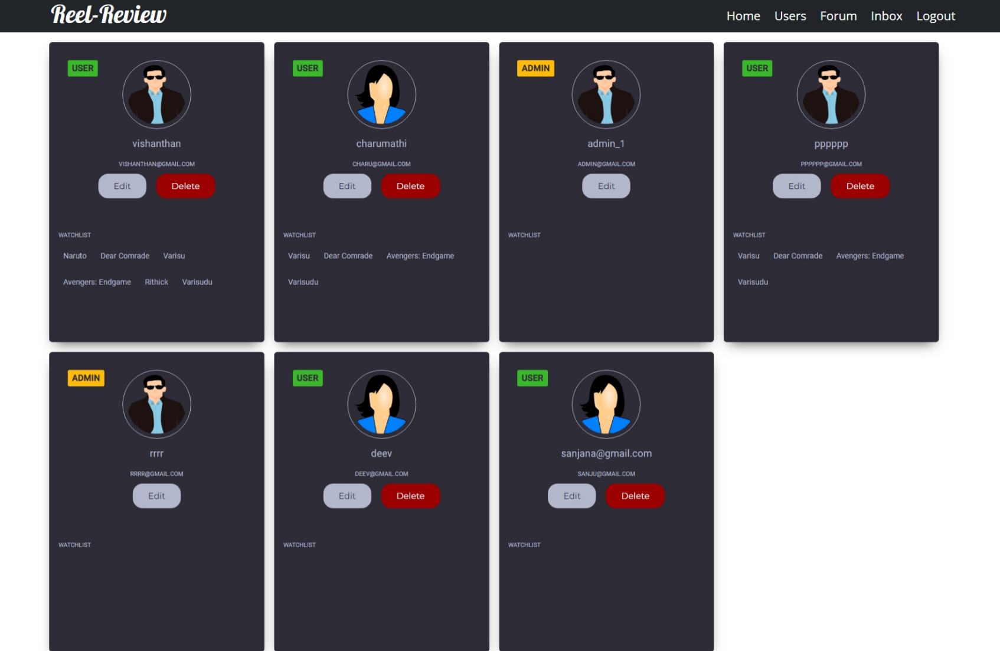 Reel-Review
Home Users Forum Inbox Logout
USER
vishanthan
VISHANTHAN@GMAIL.COM
Edit Delete
WATCHLIST
Naruto Dear Comrade Varisu
Avengers: Endgame Rithick Varisudu
USER
charumathi
CHARU@GMAIL.COM
Edit Delete
WATCHLIST
Varisu Dear Comrade Avengers: Endgame
Varisudu
ADMIN
admin_1
ADMIN@GMAIL.COM
Edit
WATCHLIST
USER
pppppp
PPPPPP@GMAIL.COM
Edit Delete
WATCHLIST
Varisu Dear Comrade Avengers: Endgame
Varisudu
ADMIN
rrrr
RRRR@GMAIL.COM
Edit
WATCHLIST
USER
deev
DEEV@GMAIL.COM
Edit Delete
WATCHLIST
USER
sanjana@gmail.com
SANJU@GMAIL.COM
Edit Delete
WATCHLIST